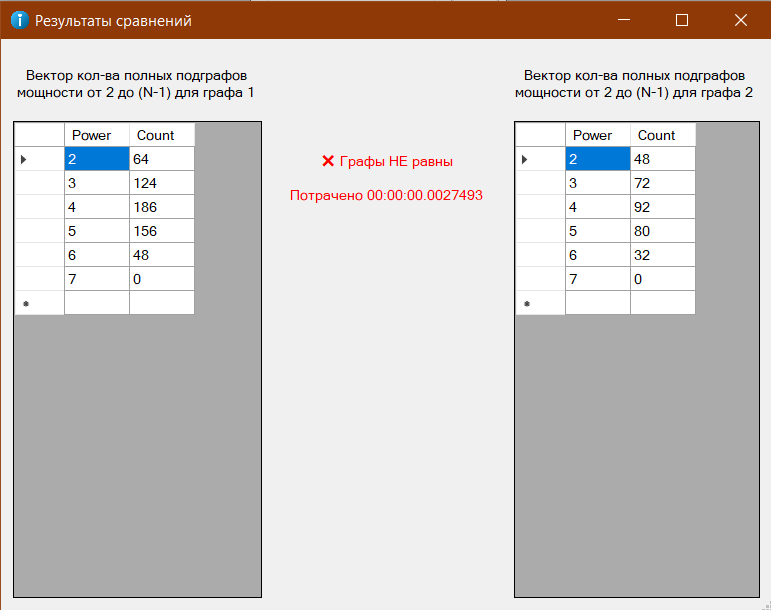 Результаты сравнений
Вектор кол-ва полных подграфов
мощности от 2 до (N-1) для графа 1
Power Count
2 64
3 124
4 186
5 156
6 48
7 0
❌ Графы НЕ равны
Потрачено 00:00:00.0027493
Вектор кол-ва полных подграфов
мощности от 2 до (N-1) для графа 2
Power Count
2 48
3 72
4 92
5 80
6 32
7 0